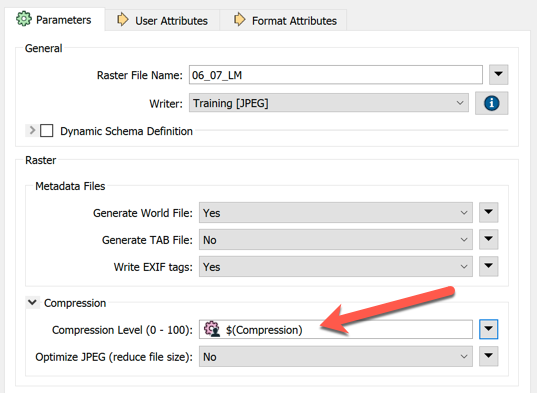 Parameters User Attributes Format Attributes
General
Raster File Name: 06_07_LM
Writer: Training [JPEG]
Dynamic Schema Definition
Raster
Metadata Files
Generate World File: Yes
Generate TAB File: No
Write EXIF tags: Yes
Compression
Compression Level (0 - 100): $(Compression)
Optimize JPEG (reduce file size): No